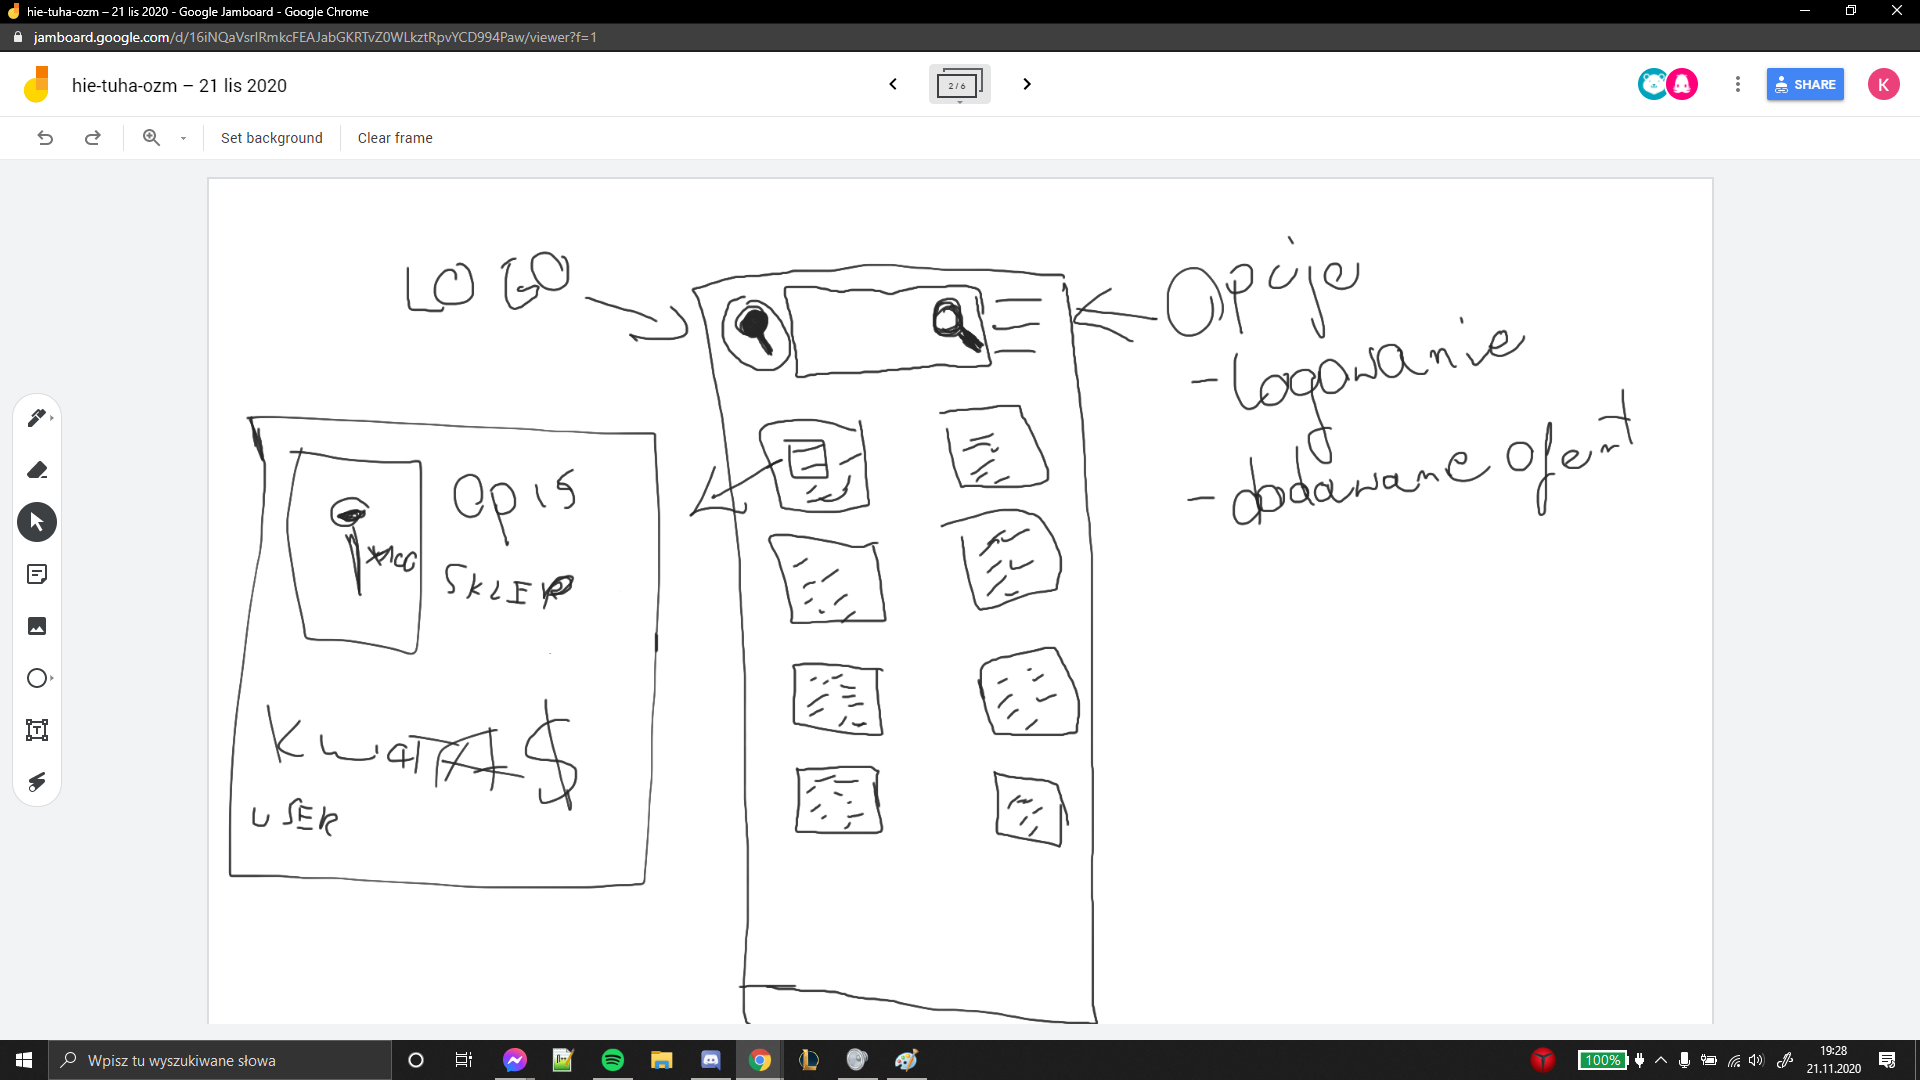 hie-tuha-ozm – 21 lis 2020 - Google Jamboard - Google Chrome
jamboard.google.com/d/16iNQaVsrIRmkcFEAJabGKRTvZ0WLkztRpvYCD994Paw/viewer?f=1
hie-tuha-ozm – 21 lis 2020
2 / 6
SHARE
K
Set background
Clear frame
LOGO
Opcje
- logowanie
- dodawane ofert
Opis
SKLEP
$
USER
Wpisz tu wyszukiwane słowa
100%
19:28
21.11.2020